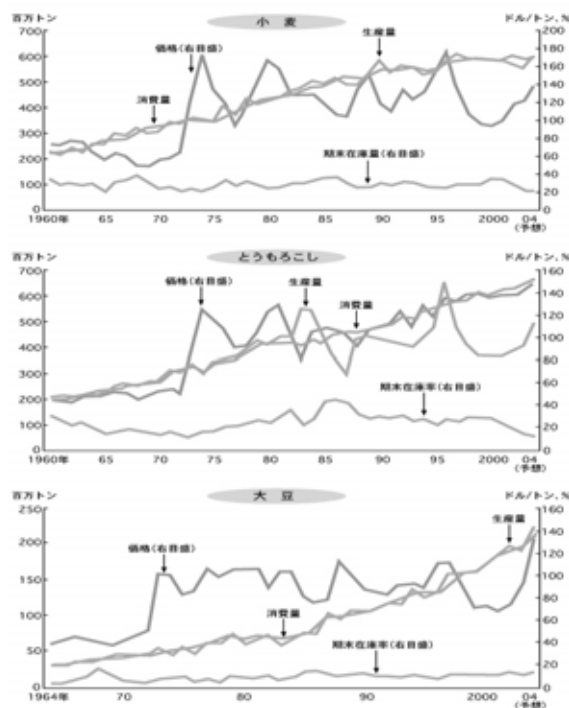 小麦
百万トン
ドル/トン,%
700
600
500
400
300
200
100
0
200
180
160
140
120
100
80
60
40
20
0
価格(右目盛)
生産量
消費量
期末在庫量(右目盛)
1960年 65 70 75 80 85 90 95 2000 04
(予想)
とうもろこし
百万トン
ドル/トン,%
700
600
500
400
300
200
100
0
160
140
120
100
80
60
40
20
0
価格(右目盛)
生産量
消費量
期末在庫率(右目盛)
1960年 65 70 75 80 85 90 95 2000 04
(予想)
大豆
百万トン
ドル/トン,%
250
200
150
100
50
0
160
140
120
100
80
60
40
20
0
価格(右目盛)
生産量
消費量
期末在庫率(右目盛)
1964年 70 80 90 2000 04
(予想)